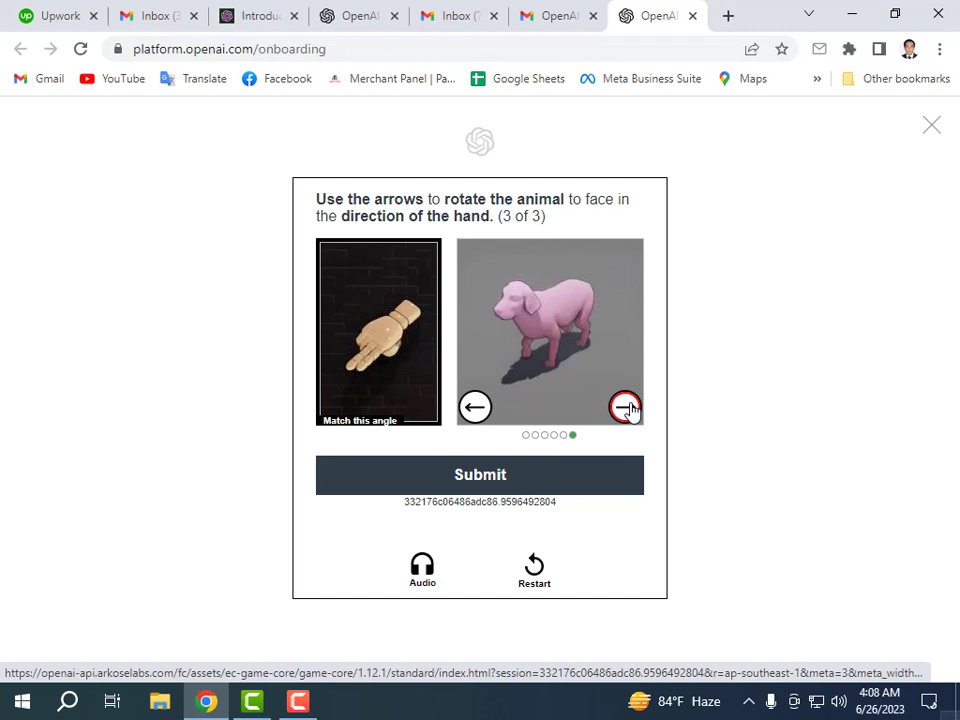 Upwork
Inbox (3
Introduc
OpenAI
Inbox (7
OpenAI
OpenAI
platform.openai.com/onboarding
Gmail
YouTube
Translate
Facebook
Merchant Panel | Pa...
Google Sheets
Meta Business Suite
Maps
»
Other bookmarks
Use the arrows to rotate the animal to face in
the direction of the hand. (3 of 3)
Match this angle
Submit
332176c06486adc86.9596492804
Audio
Restart
https://openai-api.arkoselabs.com/fc/assets/ec-game-core/game-core/1.12.1/standard/index.html?session=332176c06486adc86.9596492804&r=ap-southeast-1&meta=3&meta_width...
84°F Haze
4:08 AM
6/26/2023